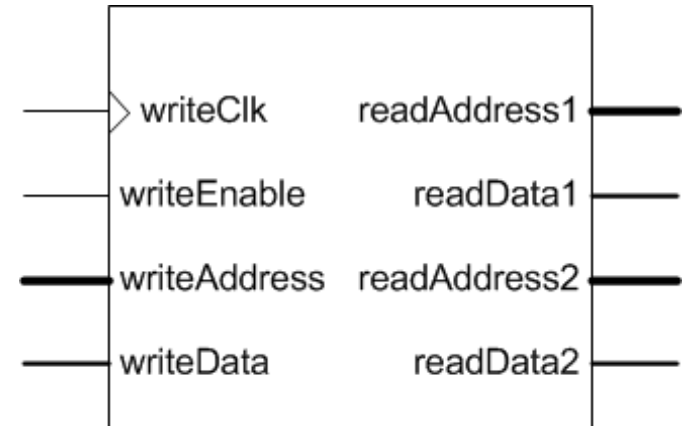 writeClk
readAddress1
writeEnable
readData1
writeAddress
readAddress2
writeData
readData2